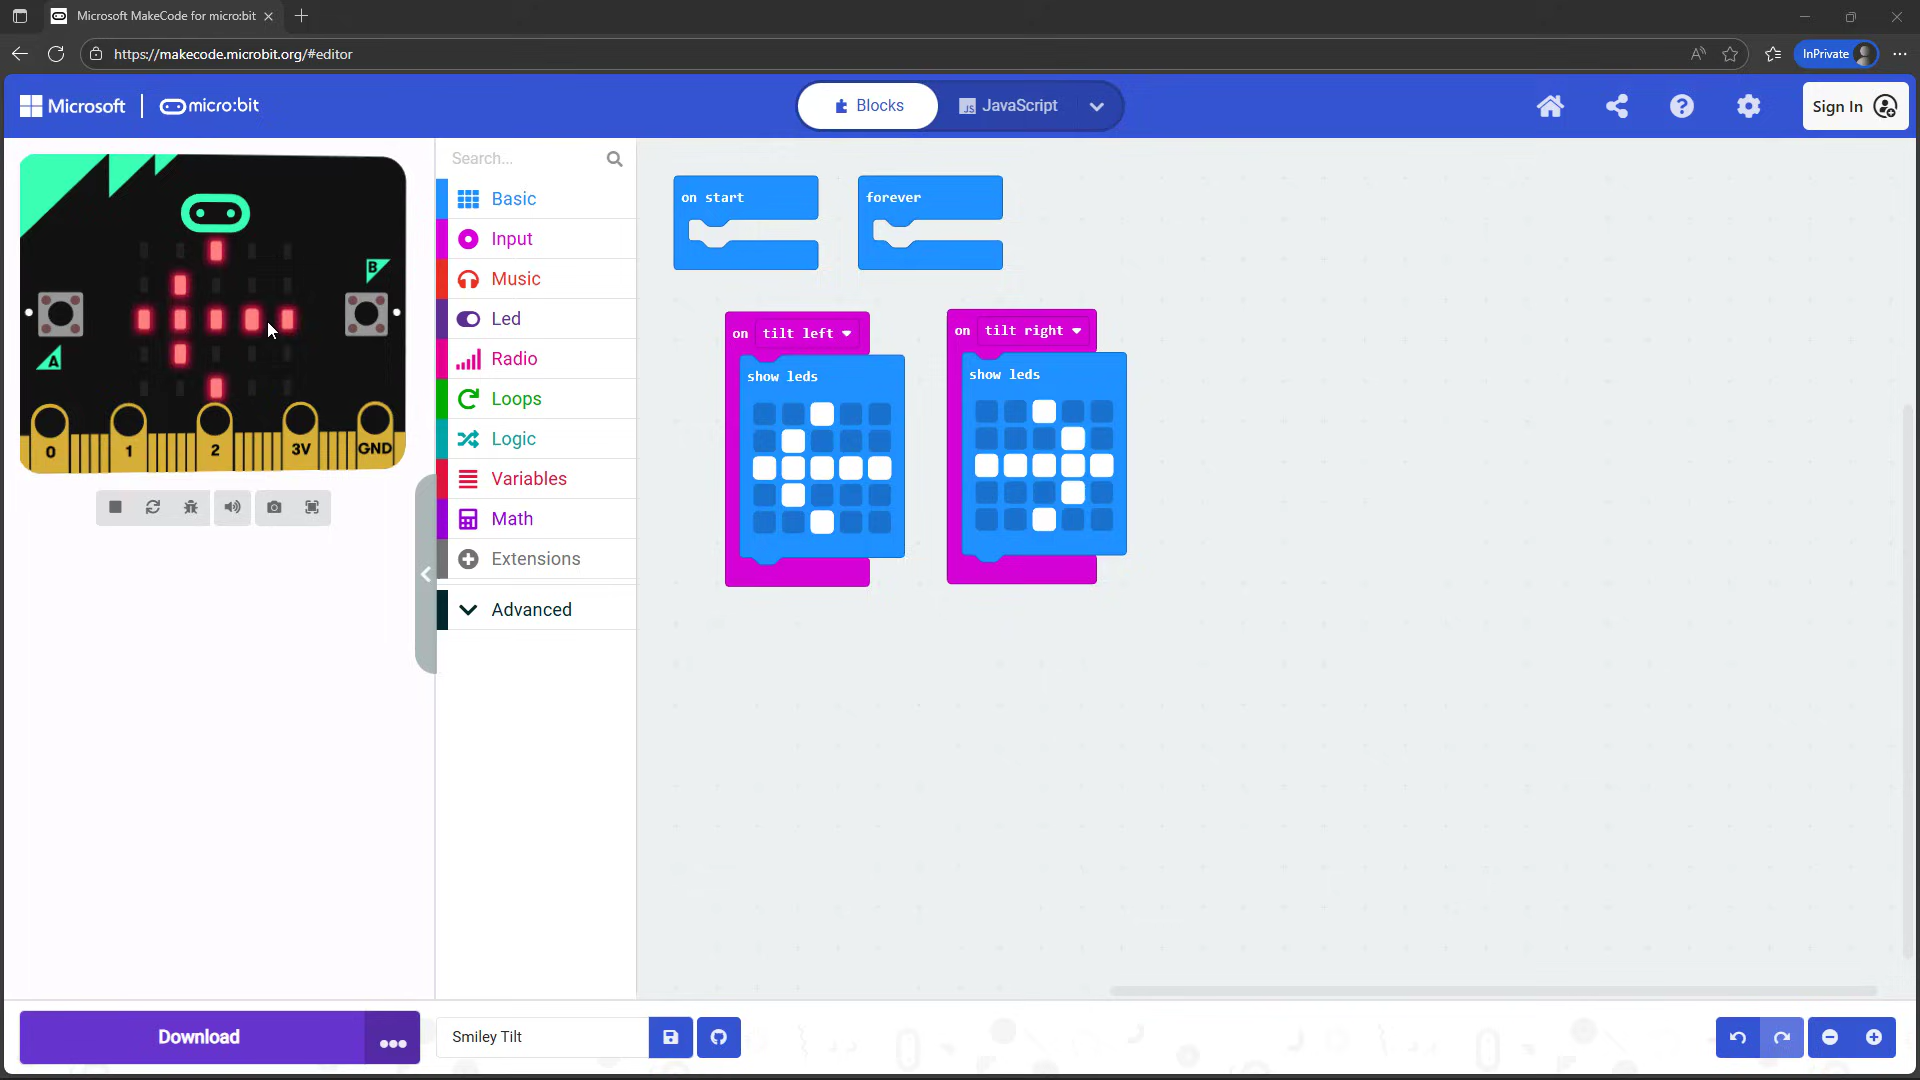 Microsoft MakeCode for micro:bit
https://makecode.microbit.org/#editor
InPrivate
Microsoft
micro:bit
Blocks
JS JavaScript
Sign In
B
A
0 1 2 3V GND
Search...
Basic
Input
Music
Led
Radio
Loops
Logic
Variables
Math
Extensions
Advanced
on start
forever
on tilt left
show leds
on tilt right
show leds
Download
Smiley Tilt